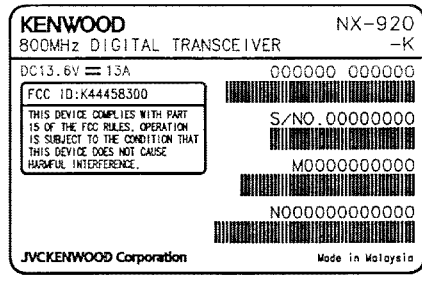 KENWOOD NX-920
800MHz DIGITAL TRANSCEIVER -K
DC13.6V ⎓ 13A
000000 000000
FCC ID:K44458300
THIS DEVICE COMPLIES WITH PART
15 OF THE FCC RULES. OPERATION
IS SUBJECT TO THE CONDITION THAT
THIS DEVICE DOES NOT CAUSE
HARMFUL INTERFERENCE.
S/NO.00000000
M0000000000
N000000000000
JVCKENWOOD Corporation Made in Malaysia